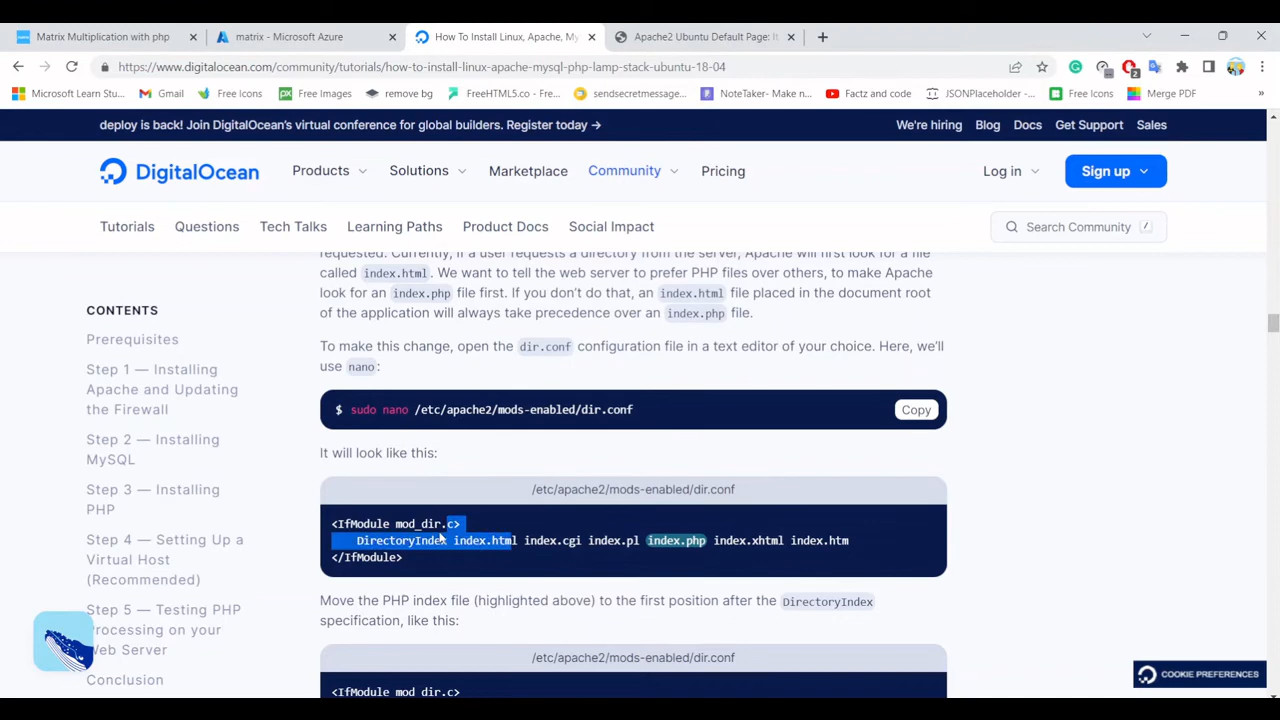 Matrix Multiplication with php
matrix - Microsoft Azure
How To Install Linux, Apache, My
Apache2 Ubuntu Default Page: It
https://www.digitalocean.com/community/tutorials/how-to-install-linux-apache-mysql-php-lamp-stack-ubuntu-18-04
Microsoft Learn Stu...
Gmail
Free Icons
Free Images
remove bg
FreeHTML5.co - Fre...
sendsecretmessage...
NoteTaker- Make n...
Factz and code
JSONPlaceholder -...
Free Icons
Merge PDF
deploy is back! Join DigitalOcean's virtual conference for global builders. Register today →
We're hiring Blog Docs Get Support Sales
DigitalOcean
Products Solutions Marketplace Community Pricing
Log in
Sign up
Tutorials Questions Tech Talks Learning Paths Product Docs Social Impact
Search Community /
requested. Currently, if a user requests a directory from the server, Apache will first look for a file
called index.html. We want to tell the web server to prefer PHP files over others, to make Apache
look for an index.php file first. If you don't do that, an index.html file placed in the document root
of the application will always take precedence over an index.php file.
To make this change, open the dir.conf configuration file in a text editor of your choice. Here, we'll
use nano:
$ sudo nano /etc/apache2/mods-enabled/dir.conf
Copy
It will look like this:
/etc/apache2/mods-enabled/dir.conf
<IfModule mod_dir.c>
DirectoryIndex index.html index.cgi index.pl index.php index.xhtml index.htm
</IfModule>
Move the PHP index file (highlighted above) to the first position after the DirectoryIndex
specification, like this:
/etc/apache2/mods-enabled/dir.conf
<IfModule mod_dir.c>
CONTENTS
Prerequisites
Step 1 — Installing
Apache and Updating
the Firewall
Step 2 — Installing
MySQL
Step 3 — Installing
PHP
Step 4 — Setting Up a
Virtual Host
(Recommended)
Step 5 — Testing PHP
Processing on your
Web Server
Conclusion
COOKIE PREFERENCES